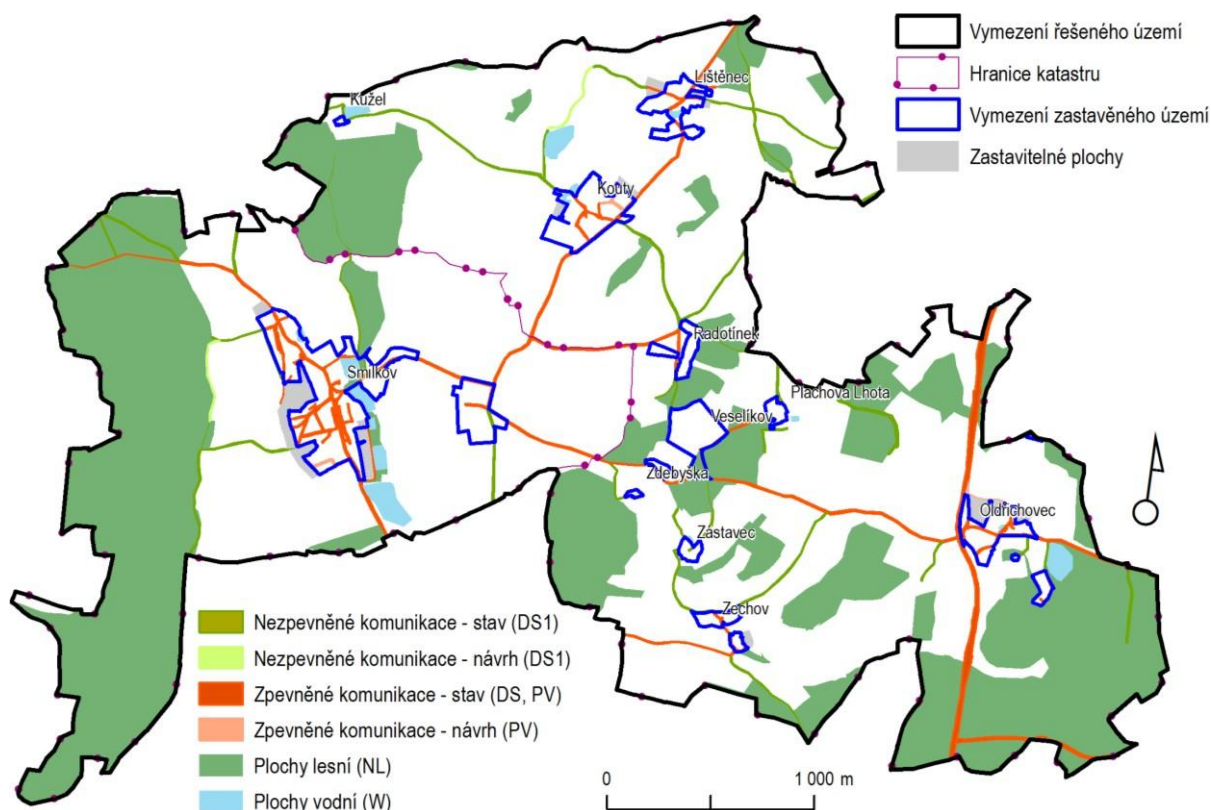 Vymezení řešeného území
Hranice katastru
Vymezení zastavěného území
Zastavitelné plochy
Lištěnec
Kužel
Kouty
Radotínek
Smilkov
Plachova Lhota
Veselíkov
Zdebyška
Oldřichovec
Zástavec
Zechov
Nezpevněné komunikace - stav (DS1)
Nezpevněné komunikace - návrh (DS1)
Zpevněné komunikace - stav (DS, PV)
Zpevněné komunikace - návrh (PV)
Plochy lesní (NL)
Plochy vodní (W)
0 1 000 m